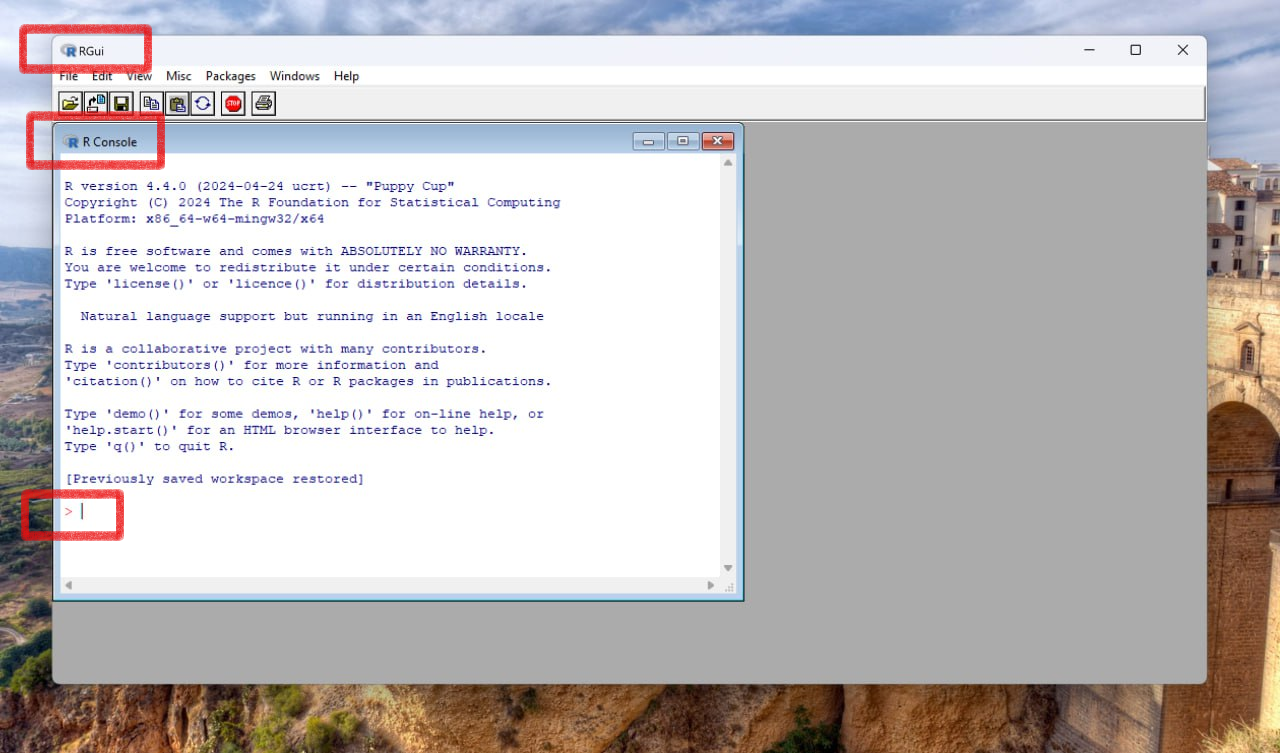 RGui
File Edit View Misc Packages Windows Help
STOP
R Console
R version 4.4.0 (2024-04-24 ucrt) -- "Puppy Cup"
Copyright (C) 2024 The R Foundation for Statistical Computing
Platform: x86_64-w64-mingw32/x64
R is free software and comes with ABSOLUTELY NO WARRANTY.
You are welcome to redistribute it under certain conditions.
Type 'license()' or 'licence()' for distribution details.
Natural language support but running in an English locale
R is a collaborative project with many contributors.
Type 'contributors()' for more information and
'citation()' on how to cite R or R packages in publications.
Type 'demo()' for some demos, 'help()' for on-line help, or
'help.start()' for an HTML browser interface to help.
Type 'q()' to quit R.
[Previously saved workspace restored]
>